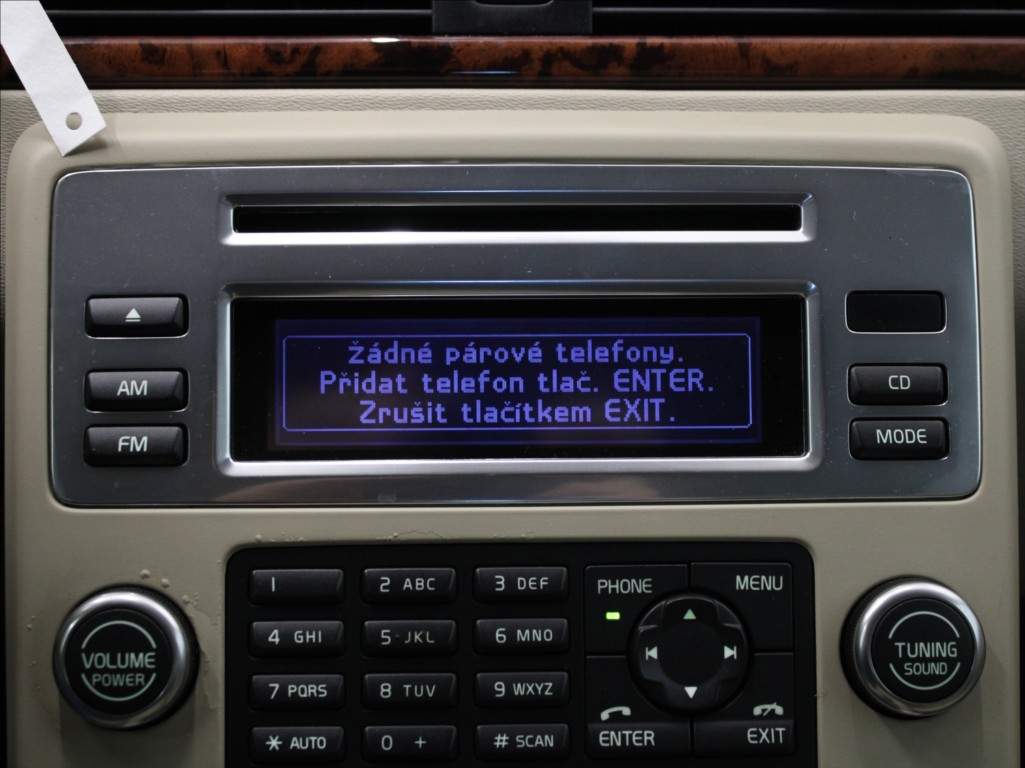 Žádné párové telefony.
Přidat telefon tlač. ENTER.
Zrušit tlačítkem EXIT.
AM
FM
CD
MODE
1
2 ABC
3 DEF
4 GHI
5 JKL
6 MNO
7 PQRS
8 TUV
9 WXYZ
* AUTO
0 +
# SCAN
PHONE
MENU
ENTER
EXIT
VOLUME
POWER
TUNING
SOUND